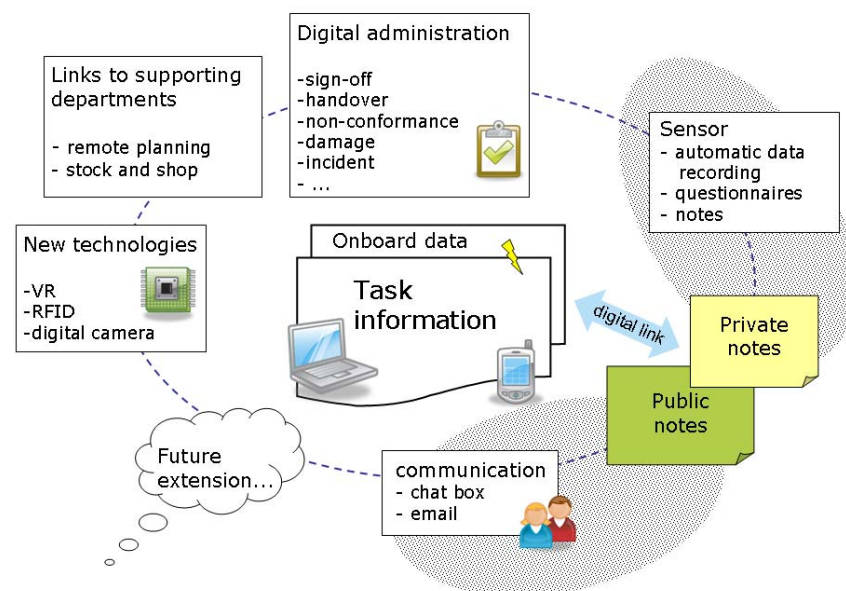 Digital administration
-sign-off
-handover
-non-conformance
-damage
-incident
- ...
Links to supporting
departments
- remote planning
- stock and shop
Sensor
- automatic data
recording
- questionnaires
- notes
New technologies
-VR
-RFID
-digital camera
Onboard data
Task
information
digital link
Private
notes
Public
notes
Future
extension...
communication
- chat box
- email